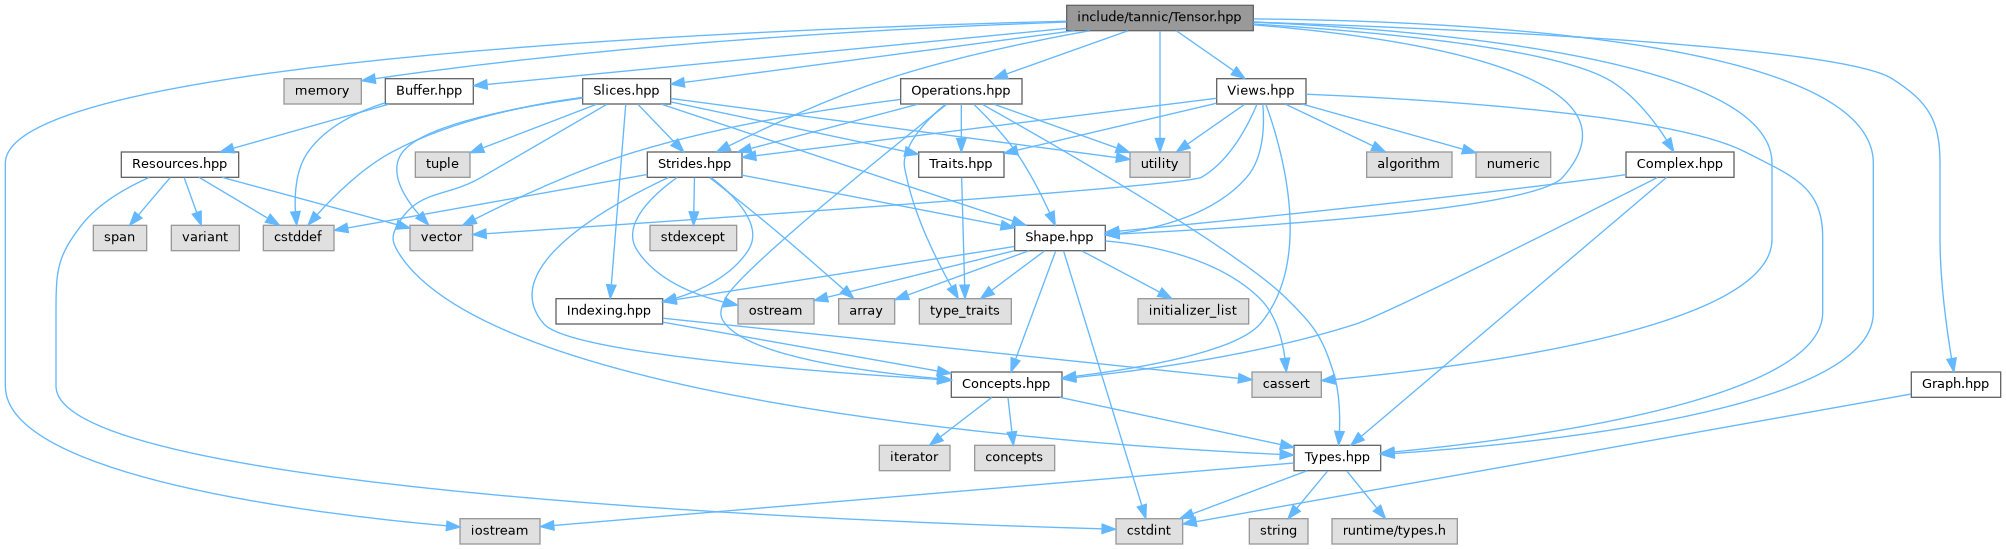 include/tannic/Tensor.hpp
memory
Buffer.hpp
Slices.hpp
Operations.hpp
Views.hpp
Resources.hpp
tuple
Strides.hpp
Traits.hpp
utility
algorithm
numeric
Complex.hpp
span
variant
cstddef
vector
stdexcept
Shape.hpp
Indexing.hpp
ostream
array
type_traits
initializer_list
Concepts.hpp
cassert
Graph.hpp
iterator
concepts
Types.hpp
iostream
cstdint
string
runtime/types.h